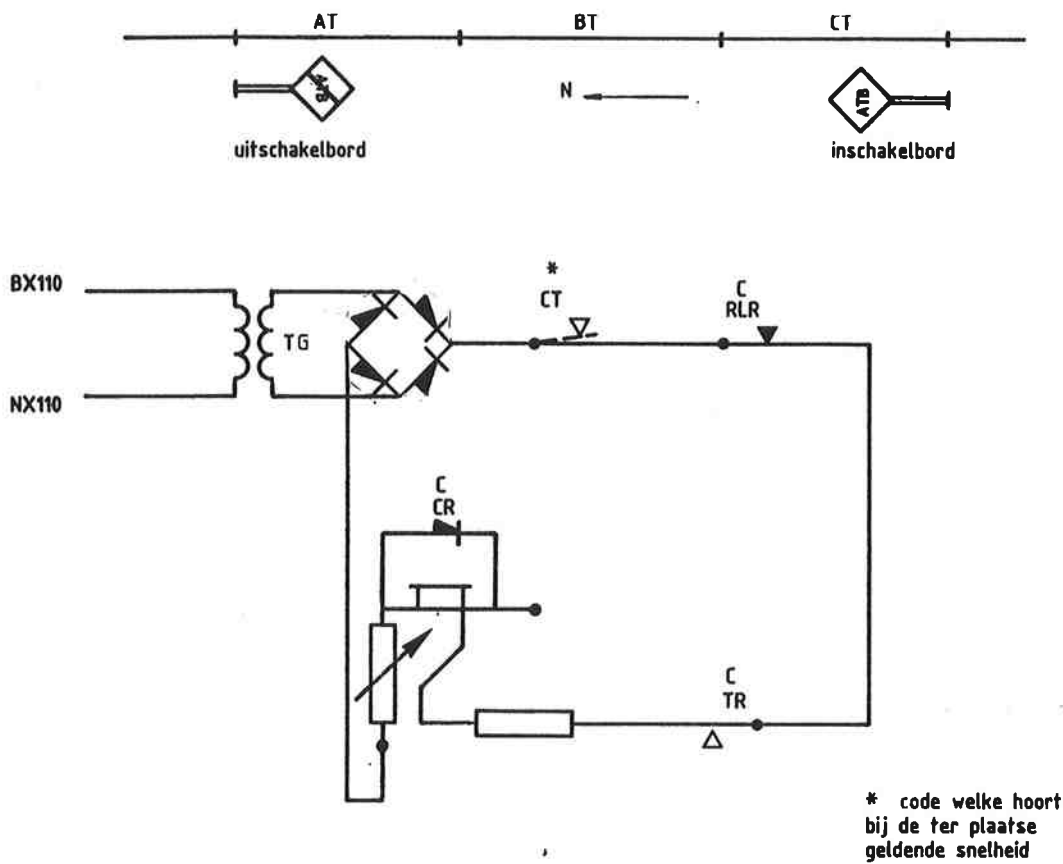 AT
BT
CT
ATB
N
ATB
uitschakelbord
inschakelbord
BX110
*
CT
C
RLR
TG
NX110
C
CR
C
TR
* code welke hoort
bij de ter plaatse
geldende snelheid